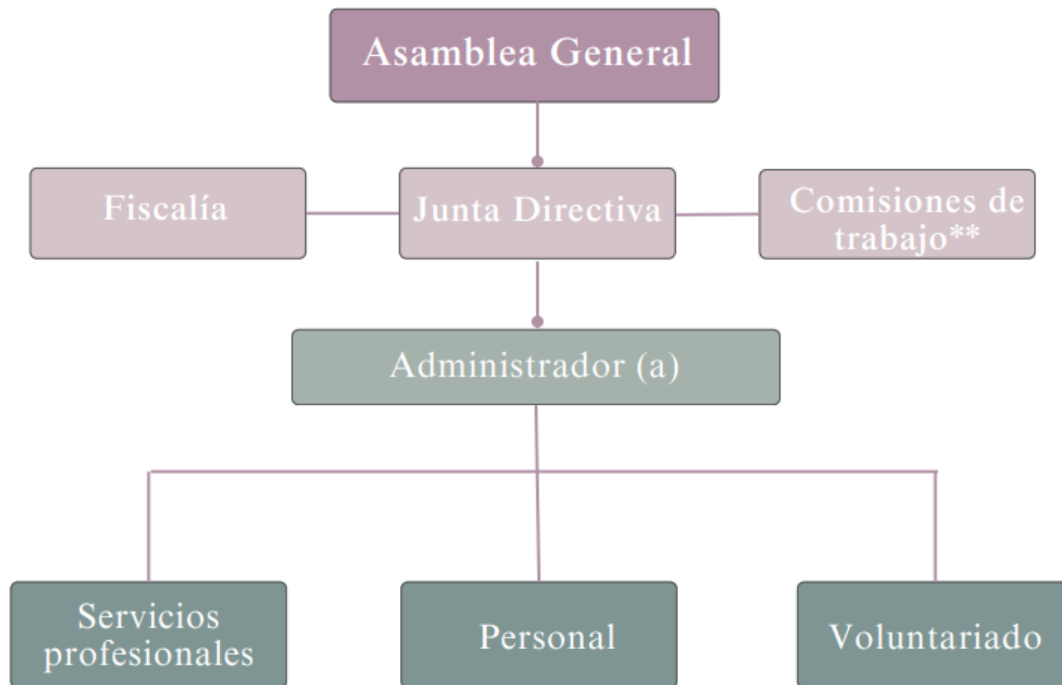 Asamblea General
Fiscalía
Junta Directiva
Comisiones de
trabajo**
Administrador (a)
Servicios
profesionales
Personal
Voluntariado